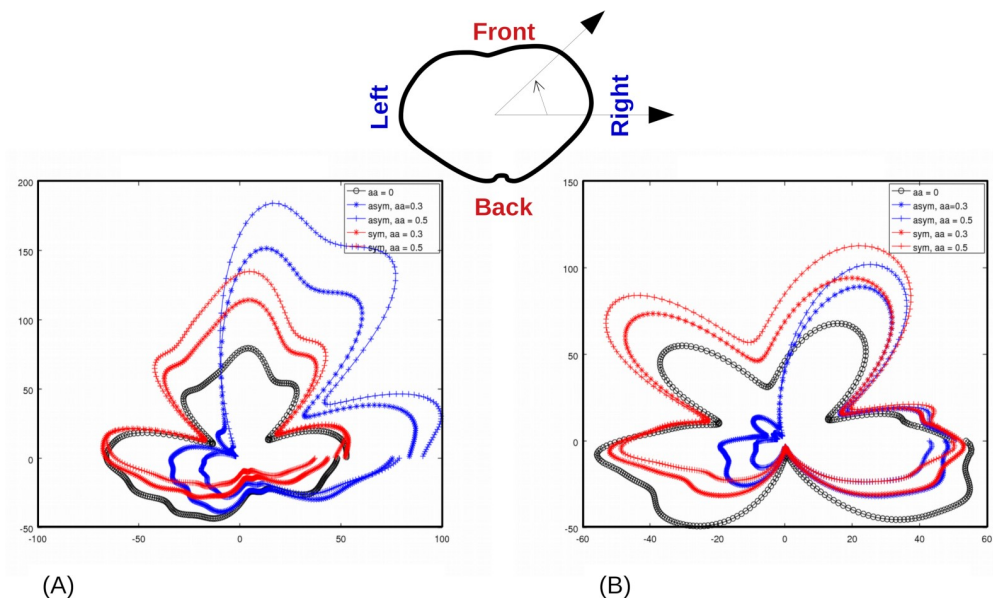 Front
Left
Right
Back
200
150
100
50
0
-50
-100
-50
0
50
100
aa = 0
asym, aa=0.3
asym, aa = 0.5
sym, aa = 0.3
sym, aa = 0.5
(A)
150
100
50
0
-50
-60
-40
-20
0
20
40
60
aa = 0
asym, aa=0.3
asym, aa = 0.5
sym, aa = 0.3
sym, aa = 0.5
(B)